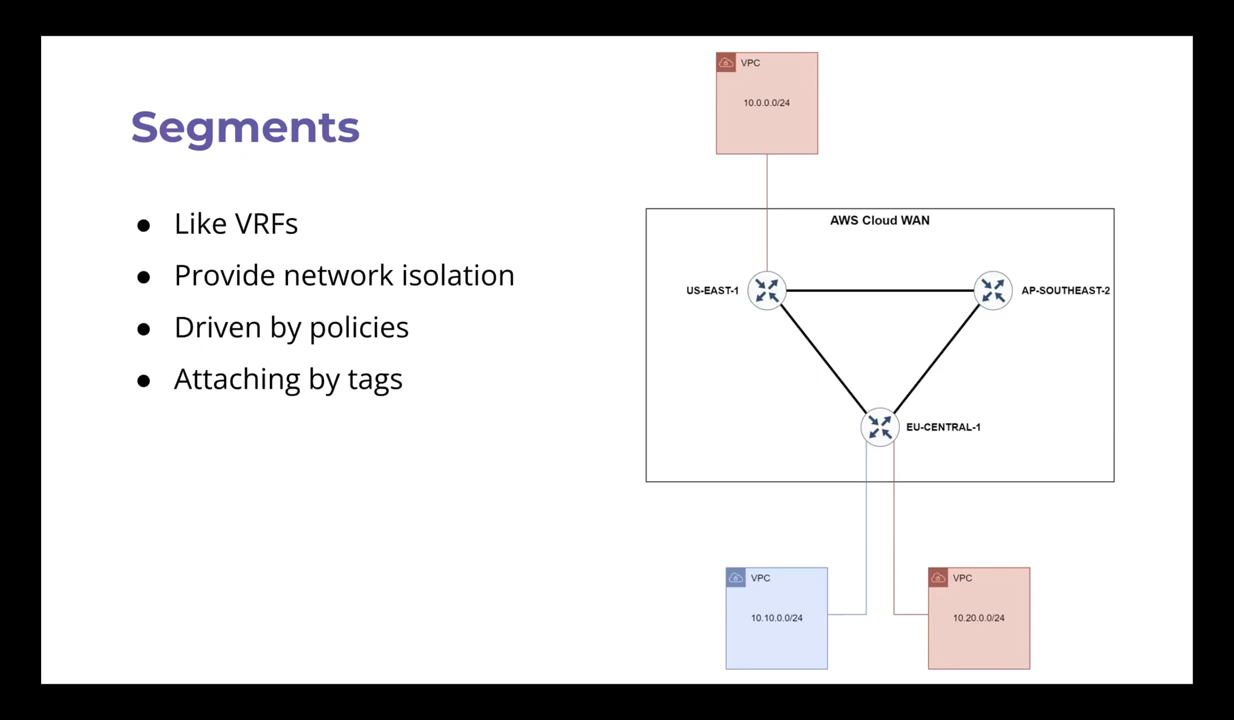 Segments
● Like VRFs
● Provide network isolation
● Driven by policies
● Attaching by tags
VPC
10.0.0.0/24
AWS Cloud WAN
US-EAST-1
AP-SOUTHEAST-2
EU-CENTRAL-1
VPC
10.10.0.0/24
VPC
10.20.0.0/24